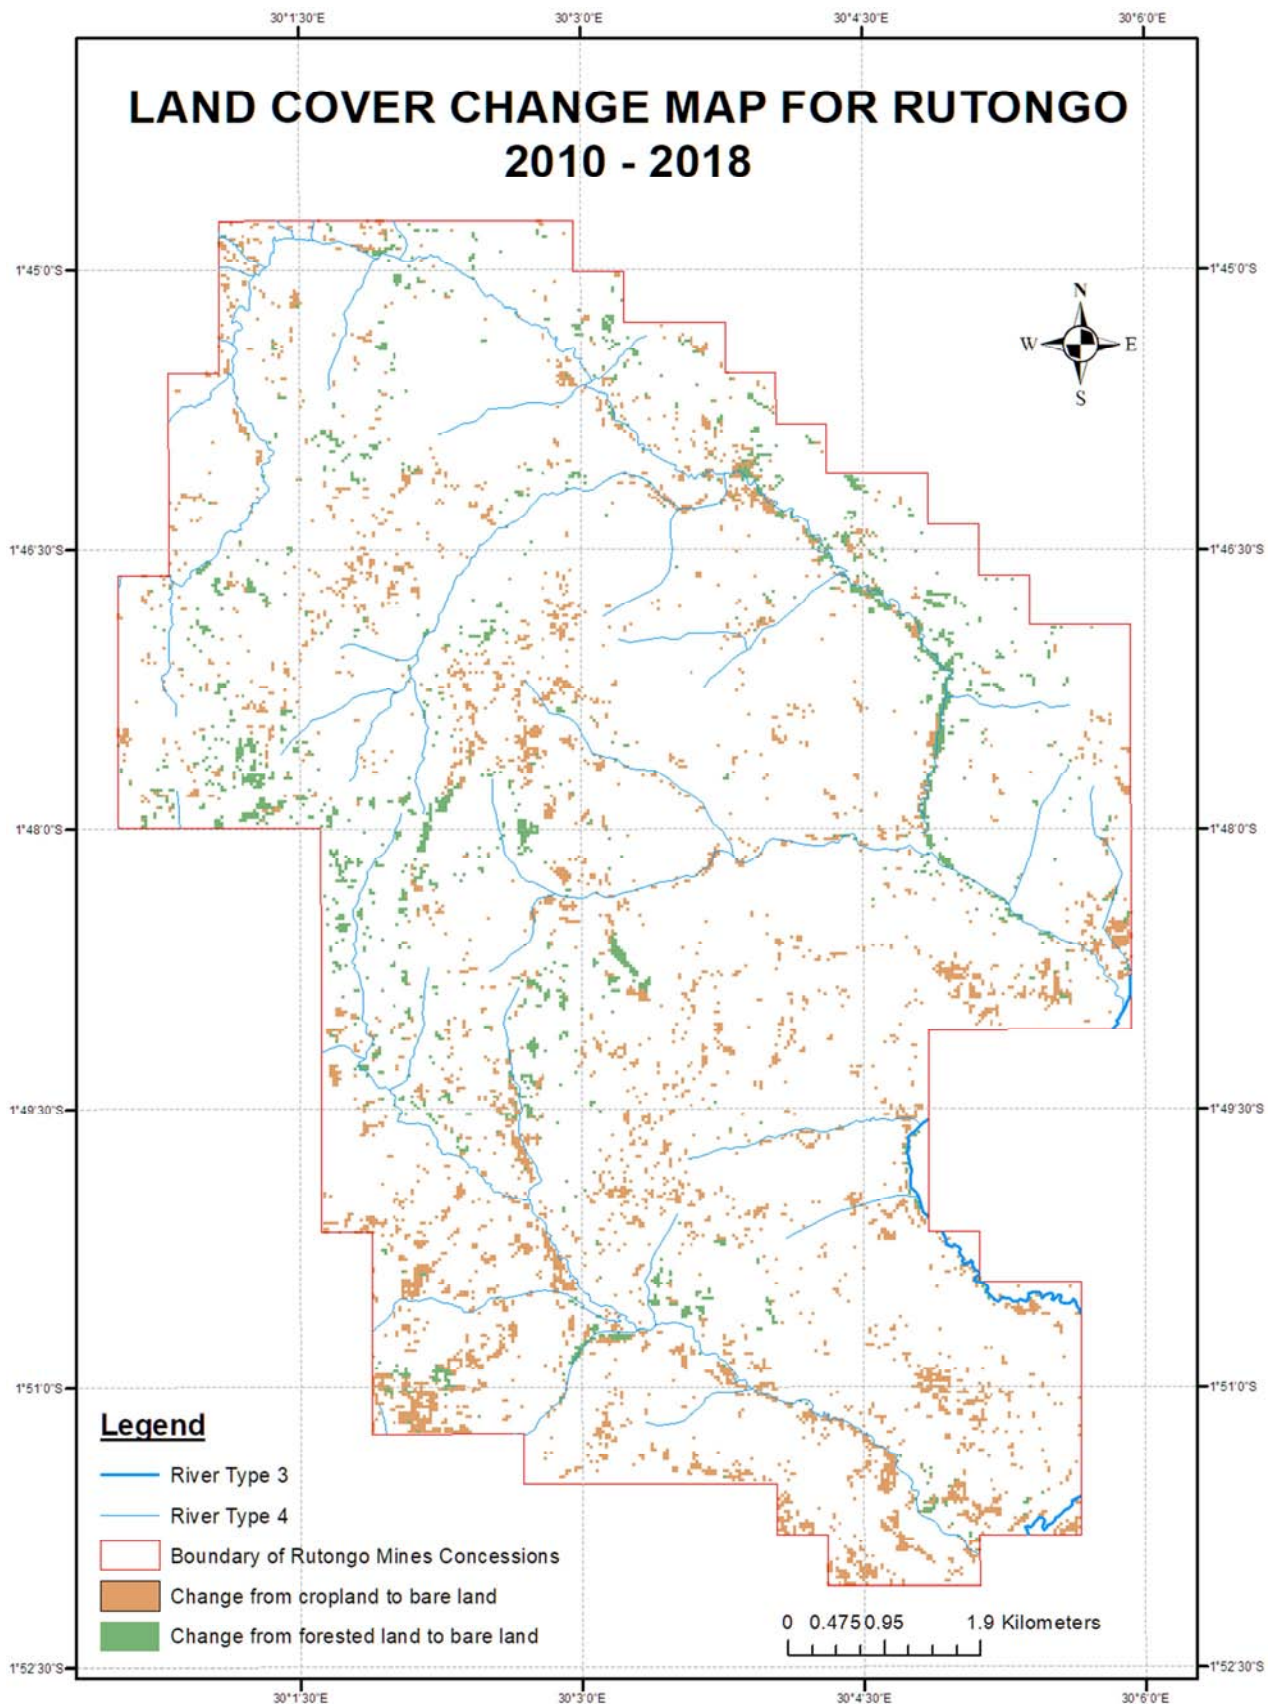 30°1'30"E 30°3'0"E 30°4'30"E 30°6'0"E
LAND COVER CHANGE MAP FOR RUTONGO
2010 - 2018
1°45'0"S 1°45'0"S
N
W E
S
1°46'30"S 1°46'30"S
1°48'0"S 1°48'0"S
1°49'30"S 1°49'30"S
1°51'0"S 1°51'0"S
Legend
River Type 3
River Type 4
Boundary of Rutongo Mines Concessions
Change from cropland to bare land
Change from forested land to bare land
0 0.475 0.95 1.9 Kilometers
1°52'30"S 1°52'30"S
30°1'30"E 30°3'0"E 30°4'30"E 30°6'0"E